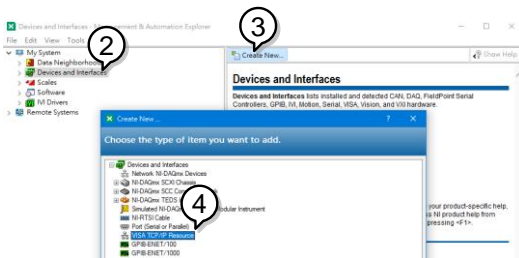 Devices and Interfaces - Measurement & Automation Explorer
File Edit View Tools
My System
Data Neighborhood
Devices and Interfaces
Scales
Software
IVI Drivers
Remote Systems
2
3
Create New...
Show Help
Devices and Interfaces
Devices and Interfaces lists installed and detected CAN, DAQ, FieldPoint Serial
Controllers, GPIB, IVI, Motion, Serial, VISA, Vision, and VXI hardware.
Create New ...
Choose the type of item you want to add.
Devices and Interfaces
Network NI-DAQmx Devices
NI-DAQmx SCXI Chassis
NI-DAQmx SCC
NI-DAQmx TEDS
Simulated NI-DAQmx dular Instrument
NI-RTSI Cable
Port (Serial or Parallel)
VISA TCP/IP Resource
GPIB-ENET/100
GPIB-ENET/1000
4
your product-specific help,
s NI product help from
pressing <F1>.